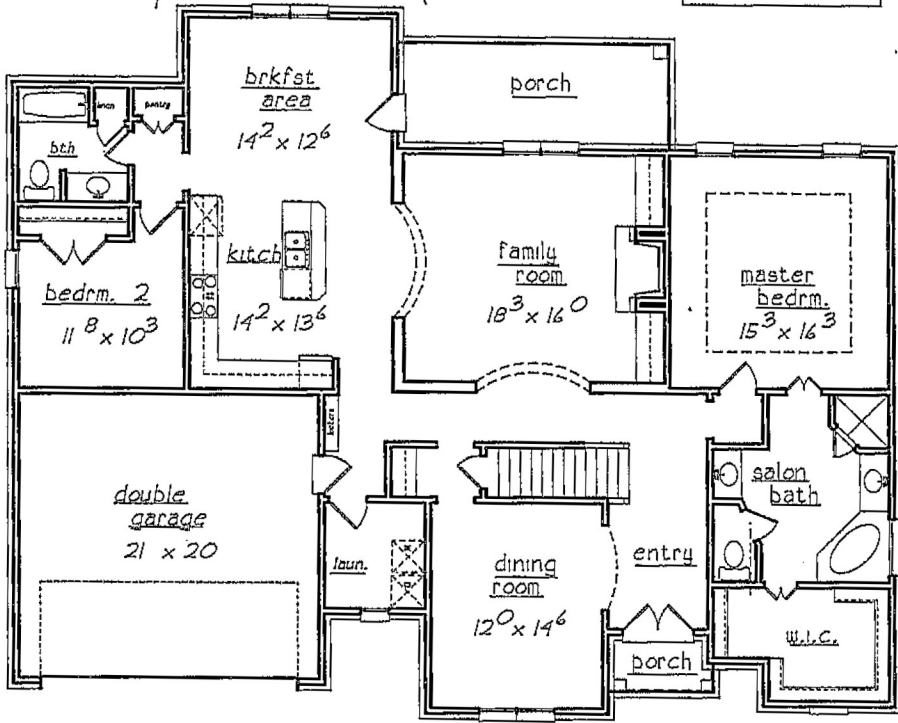 brkfst
area
14² x 12⁶
porch
linen
pantry
bth
kitch
14² x 13⁶
family
room
18³ x 16⁰
master
bedrm.
15³ x 16³
bedrm. 2
11⁸ x 10³
double
garage
21 x 20
laun.
dining
room
12⁰ x 14⁶
entry
porch
salon
bath
w.i.c.